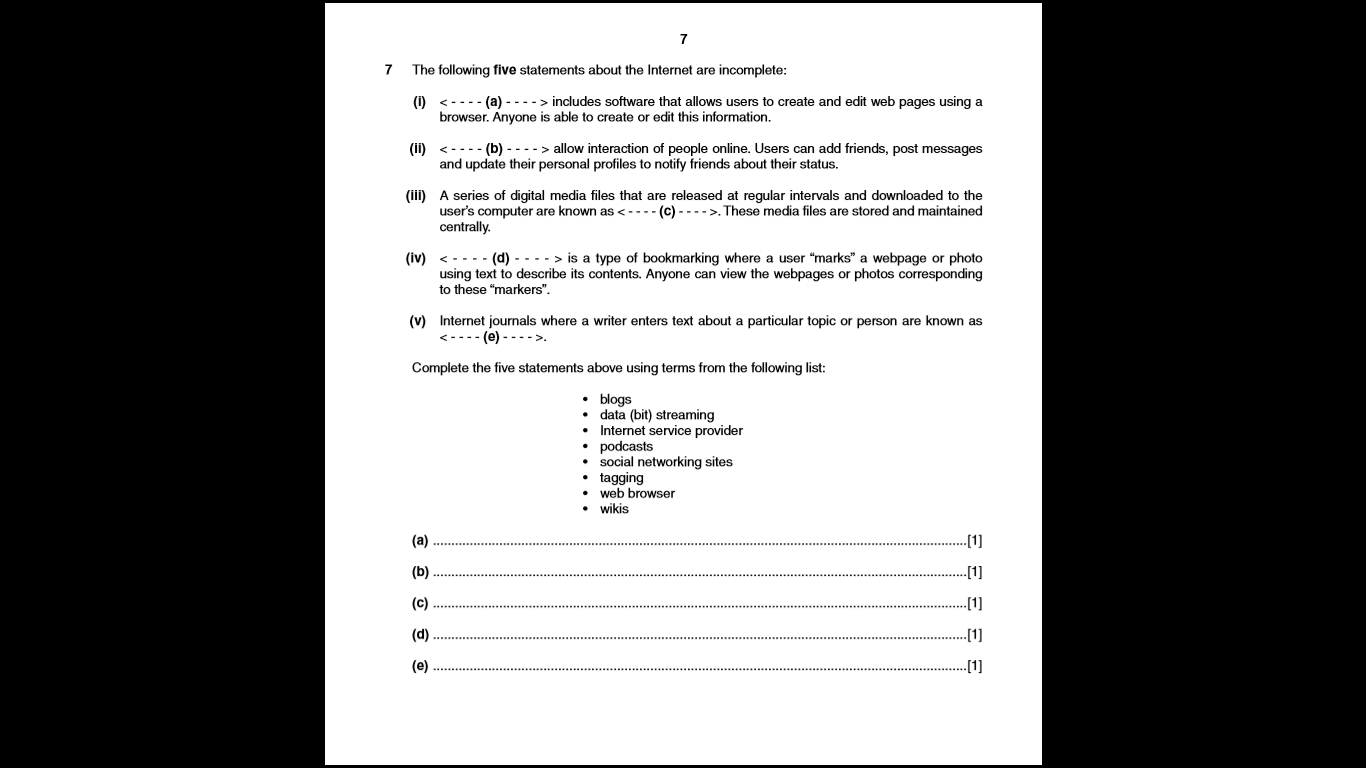 7
7 The following five statements about the Internet are incomplete:
(i) < - - - - (a) - - - - > includes software that allows users to create and edit web pages using a
browser. Anyone is able to create or edit this information.
(ii) < - - - - (b) - - - - > allow interaction of people online. Users can add friends, post messages
and update their personal profiles to notify friends about their status.
(iii) A series of digital media files that are released at regular intervals and downloaded to the
user’s computer are known as < - - - - (c) - - - - >. These media files are stored and maintained
centrally.
(iv) < - - - - (d) - - - - > is a type of bookmarking where a user “marks” a webpage or photo
using text to describe its contents. Anyone can view the webpages or photos corresponding
to these “markers”.
(v) Internet journals where a writer enters text about a particular topic or person are known as
< - - - - (e) - - - - >.
Complete the five statements above using terms from the following list:
• blogs
• data (bit) streaming
• Internet service provider
• podcasts
• social networking sites
• tagging
• web browser
• wikis
(a) ..........................................................................................................................................[1]
(b) ..........................................................................................................................................[1]
(c) ..........................................................................................................................................[1]
(d) ..........................................................................................................................................[1]
(e) ..........................................................................................................................................[1]